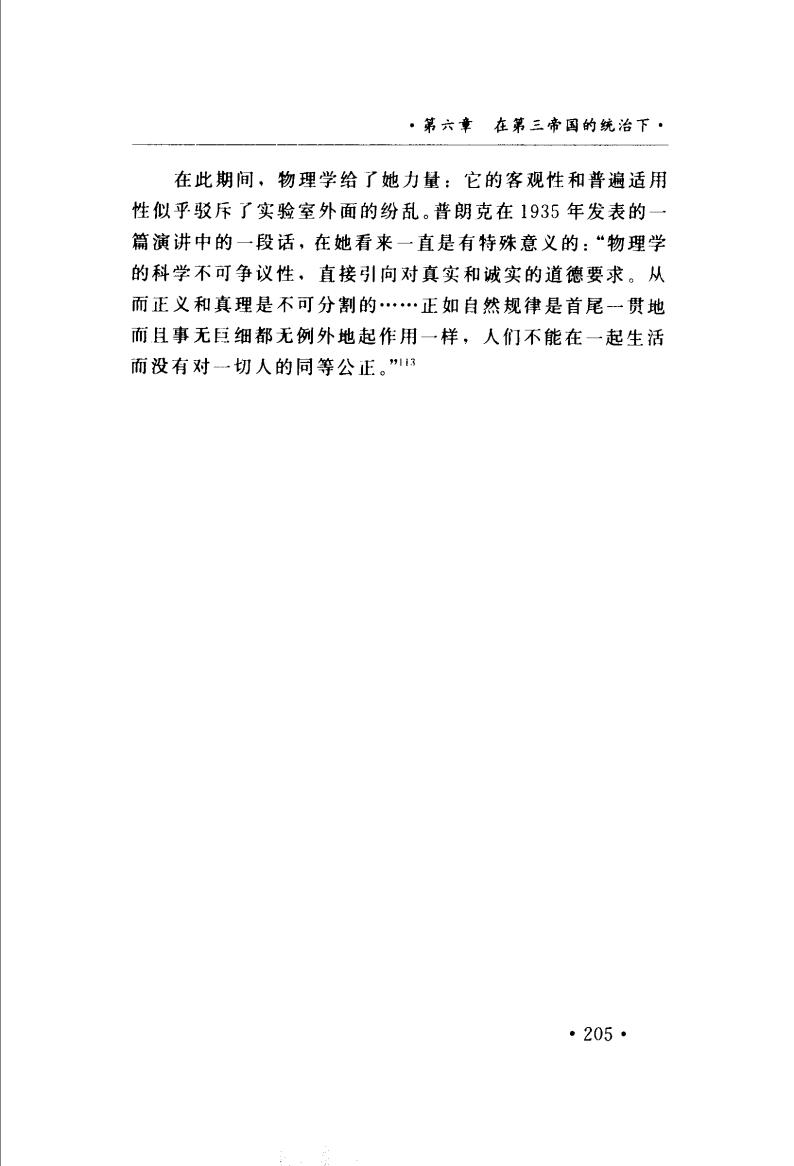 ·第六章　在第三帝国的统治下·
在此期间，物理学给了她力量；它的客观性和普遍适用
性似乎驳斥了实验室外面的纷乱。普朗克在1935年发表的一
篇演讲中的一段话，在她看来一直是有特殊意义的：“物理学
的科学不可争议性，直接引向对真实和诚实的道德要求。从
而正义和真理是不可分割的……正如自然规律是首尾一贯地
而且事无巨细都无例外地起作用一样，人们不能在一起生活
而没有对一切人的同等公正。”113
·205·